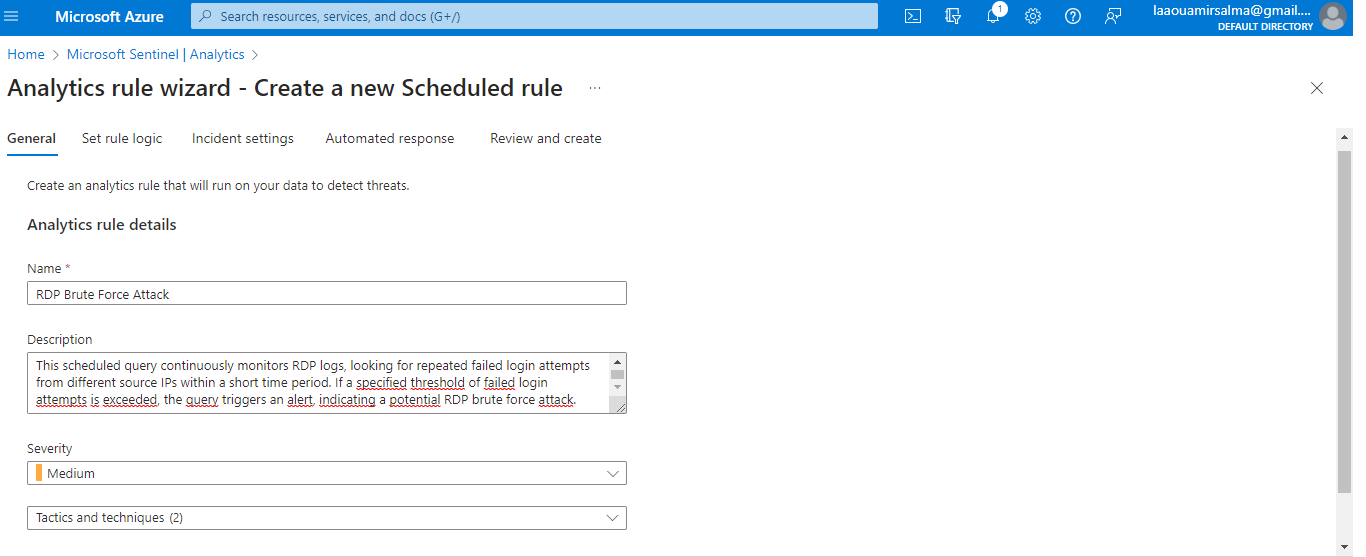 Microsoft Azure
Search resources, services, and docs (G+/)
1
laaouamirsalma@gmail....
DEFAULT DIRECTORY
Home > Microsoft Sentinel | Analytics >
Analytics rule wizard - Create a new Scheduled rule ...
General Set rule logic Incident settings Automated response Review and create
Create an analytics rule that will run on your data to detect threats.
Analytics rule details
Name *
RDP Brute Force Attack
Description
This scheduled query continuously monitors RDP logs, looking for repeated failed login attempts
from different source IPs within a short time period. If a specified threshold of failed login
attempts is exceeded, the query triggers an alert, indicating a potential RDP brute force attack.
Severity
Medium
Tactics and techniques (2)